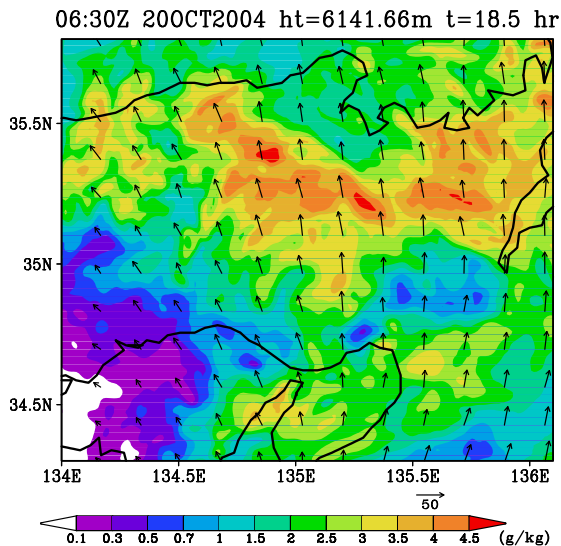 06:30Z 20OCT2004 ht=6141.66m t=18.5 hr
35.5N
35N
34.5N
134E 134.5E 135E 135.5E 136E
50
0.1 0.3 0.5 0.7 1 1.5 2 2.5 3 3.5 4 4.5 (g/kg)